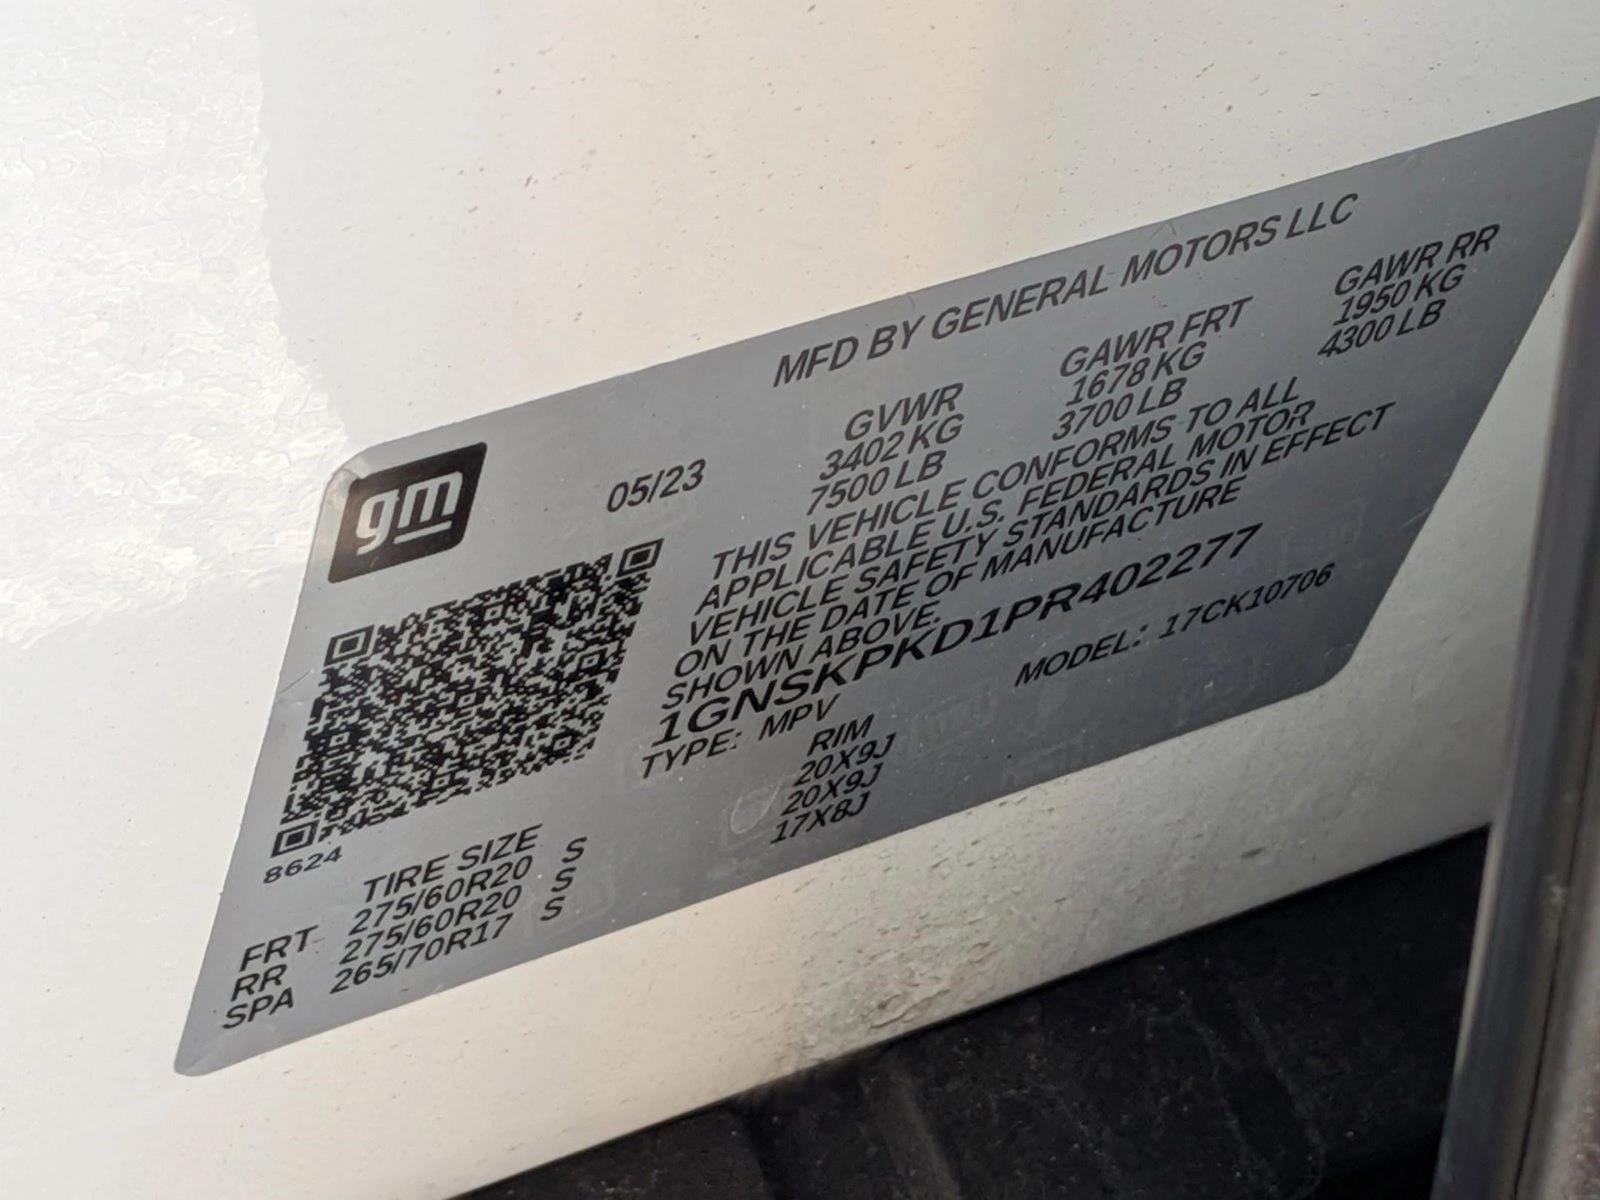 MFD BY GENERAL MOTORS LLC
gm
05/23
GVWR GAWR FRT GAWR RR
3402 KG 1678 KG 1950 KG
7500 LB 3700 LB 4300 LB
THIS VEHICLE CONFORMS TO ALL
APPLICABLE U.S. FEDERAL MOTOR
VEHICLE SAFETY STANDARDS IN EFFECT
ON THE DATE OF MANUFACTURE
SHOWN ABOVE.
1GNSKPKD1PR402277
TYPE: MPV MODEL: 17CK10706
8624
TIRE SIZE RIM
FRT 275/60R20 S 20X9J
RR 275/60R20 S 20X9J
SPA 265/70R17 S 17X8J